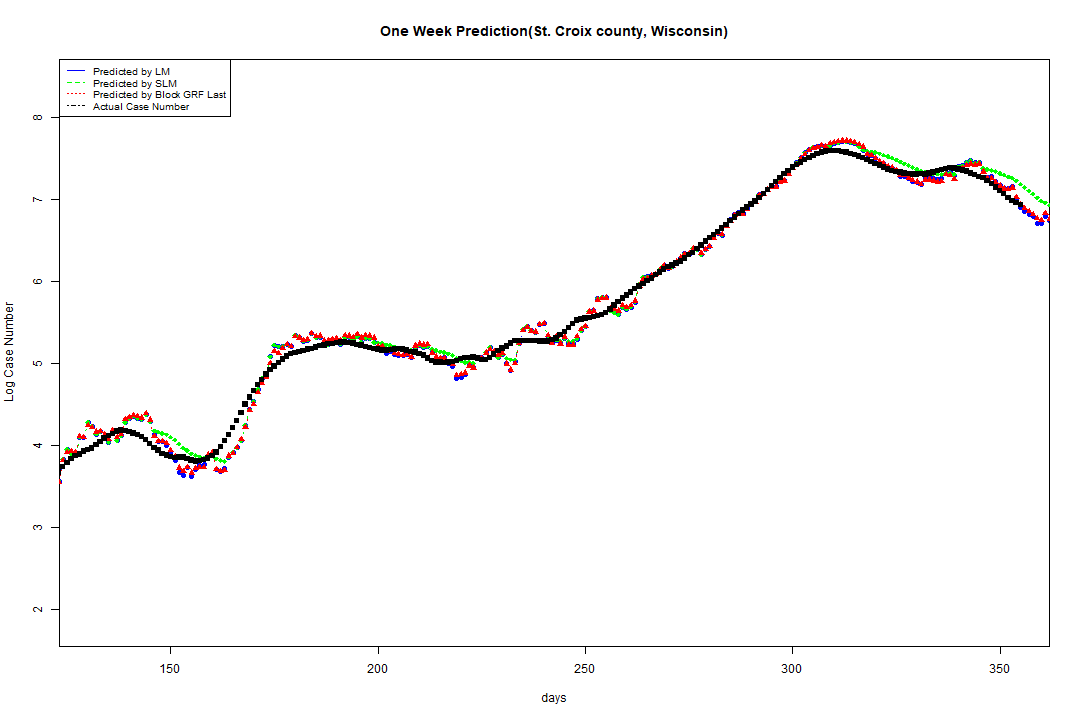 One Week Prediction(St. Croix county, Wisconsin)
Predicted by LM
Predicted by SLM
Predicted by Block GRF Last
Actual Case Number
8
7
6
5
4
3
2
Log Case Number
150 200 250 300 350
days